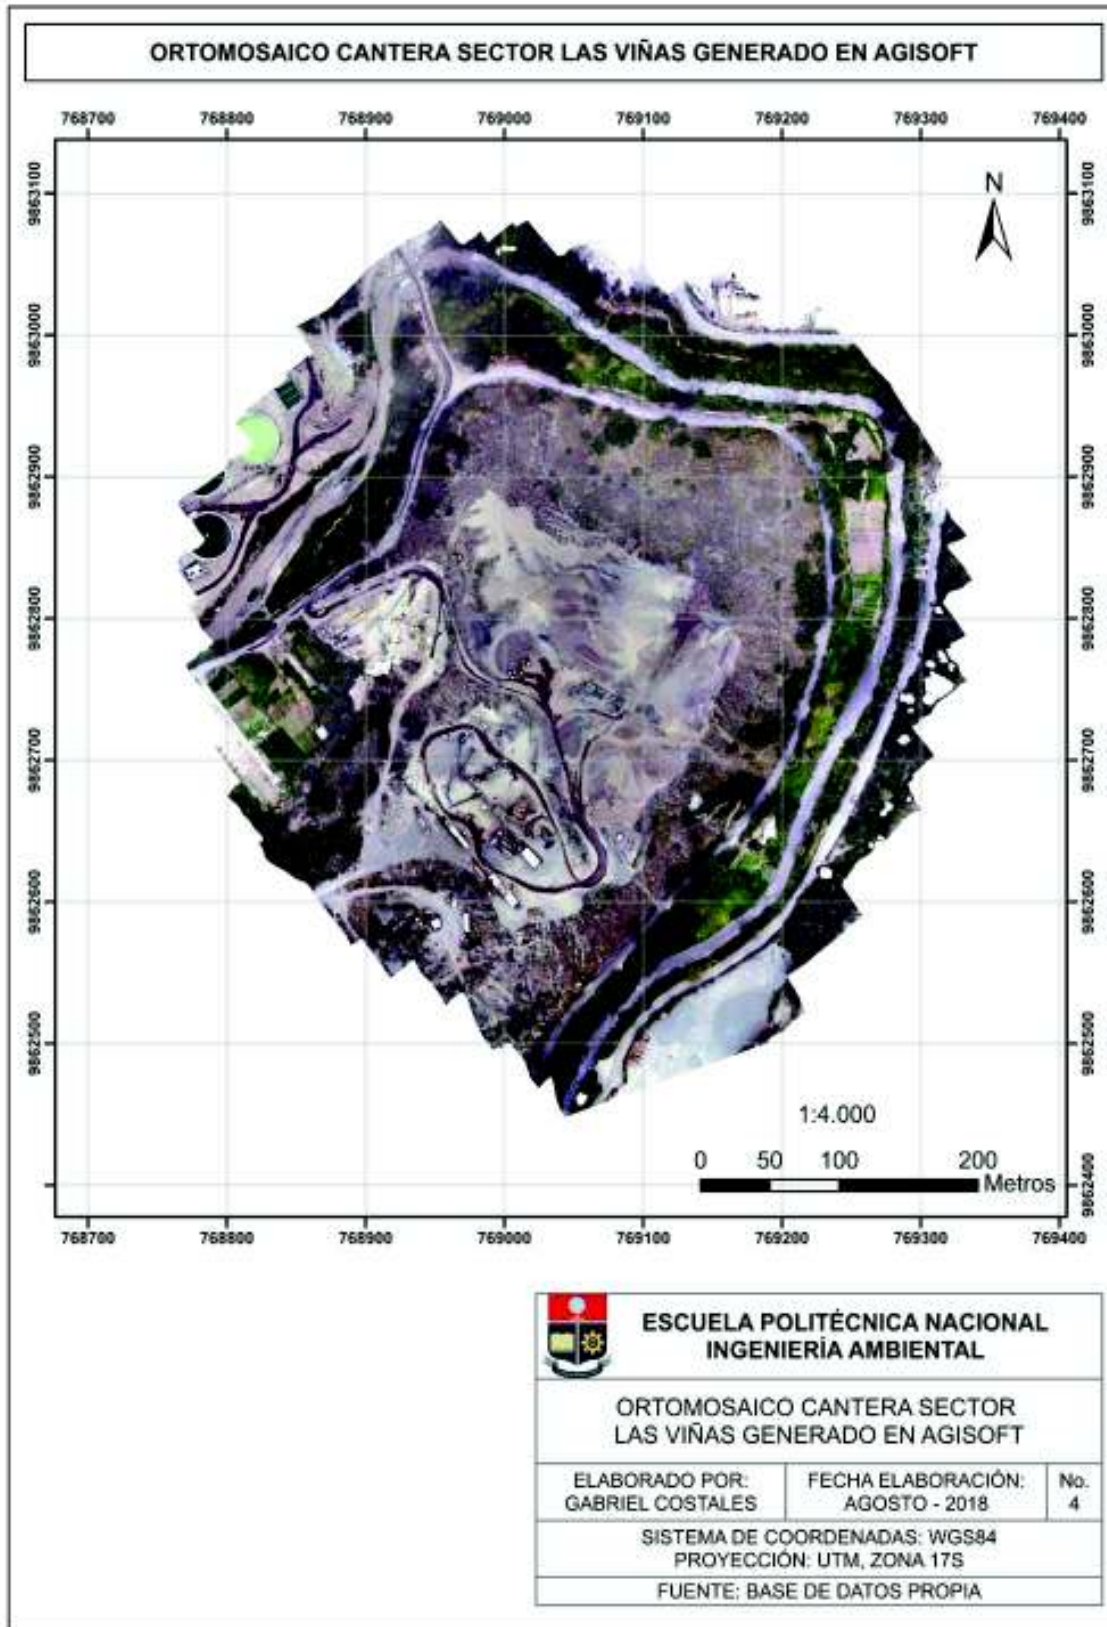 ORTOMOSAICO CANTERA SECTOR LAS VIÑAS GENERADO EN AGISOFT
768700 768800 768900 769000 769100 769200 769300 769400
9863100 9863100
N
9863000 9863000
9862900 9862900
9862800 9862800
9862700 9862700
9862600 9862600
9862500 9862500
1:4.000
0 50 100 200
Metros
9862400
768700 768800 768900 769000 769100 769200 769300 769400
ESCUELA POLITÉCNICA NACIONAL
INGENIERÍA AMBIENTAL
ORTOMOSAICO CANTERA SECTOR
LAS VIÑAS GENERADO EN AGISOFT
ELABORADO POR: FECHA ELABORACIÓN: No.
GABRIEL COSTALES AGOSTO - 2018 4
SISTEMA DE COORDENADAS: WGS84
PROYECCIÓN: UTM, ZONA 17S
FUENTE: BASE DE DATOS PROPIA